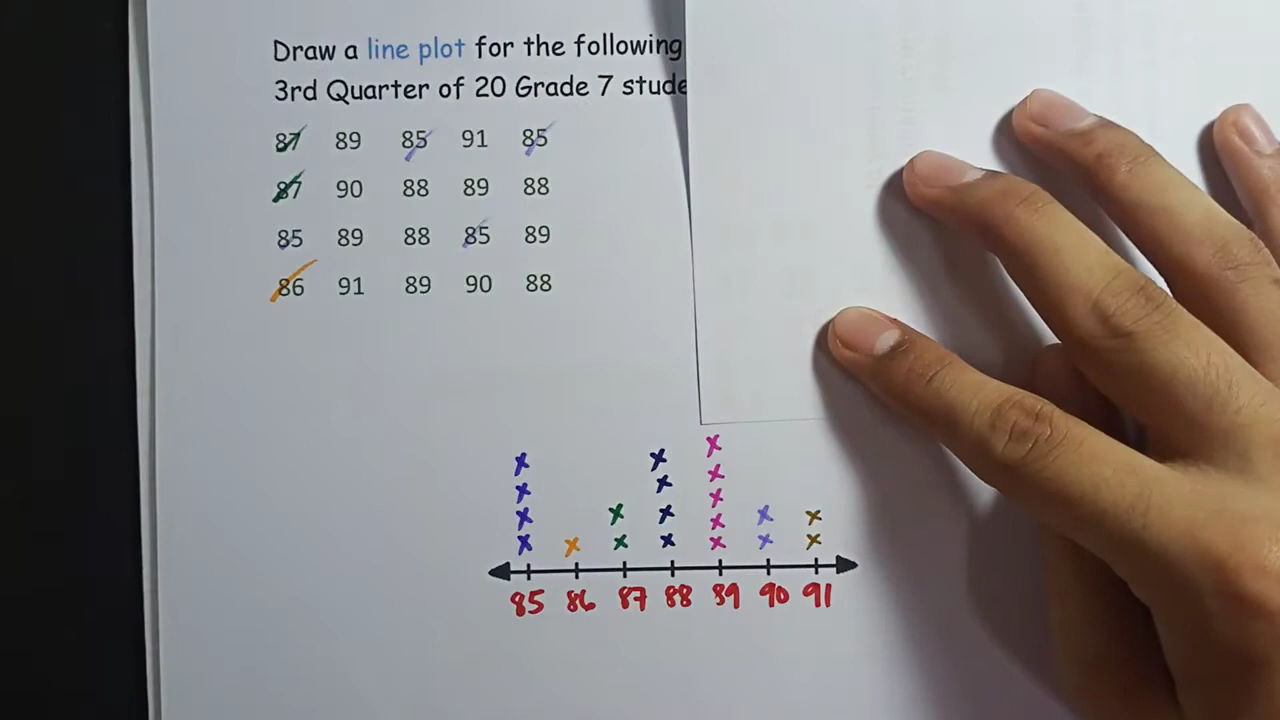 Draw a line plot for the following
3rd Quarter of 20 Grade 7
87 89 85 91 85
87 90 88 89 88
85 89 88 85 89
86 91 89 90 88
85 86 87 88 89 90 91